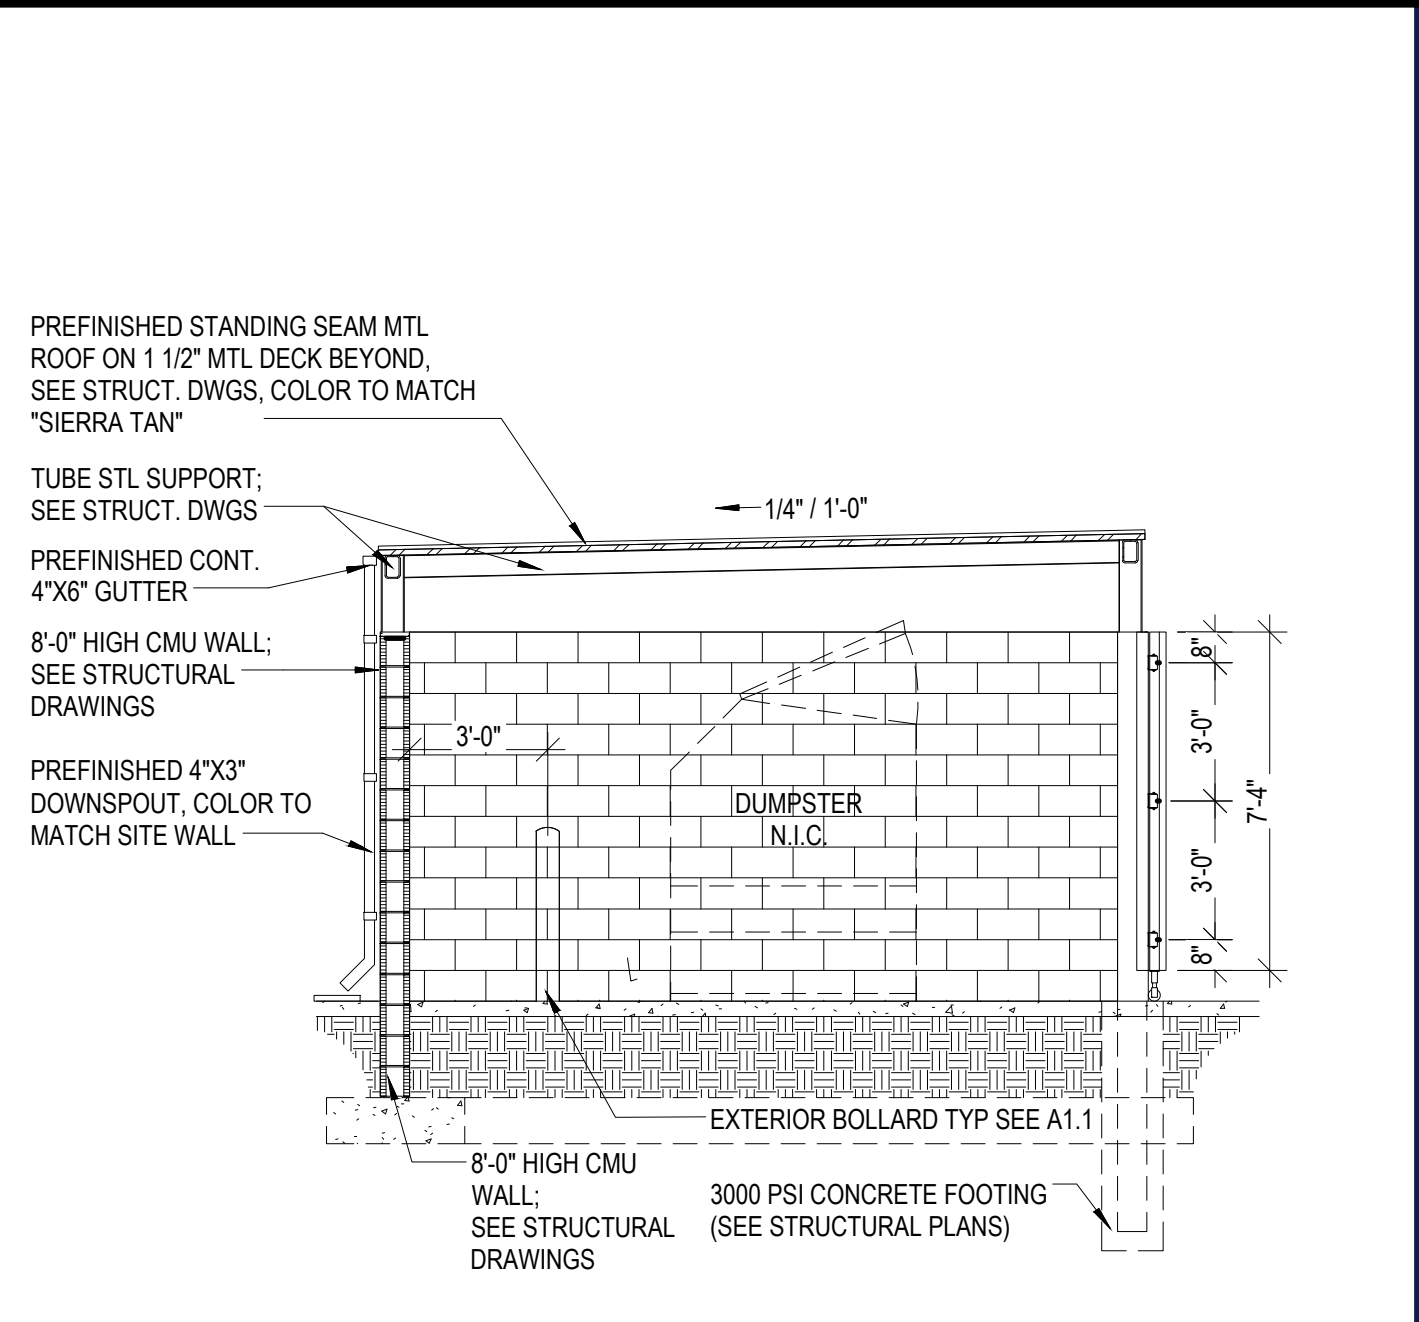 PREFINISHED STANDING SEAM MTL
ROOF ON 1 1/2" MTL DECK BEYOND,
SEE STRUCT. DWGS, COLOR TO MATCH
"SIERRA TAN"
TUBE STL SUPPORT;
SEE STRUCT. DWGS
1/4" / 1'-0"
PREFINISHED CONT.
4"X6" GUTTER
8'-0" HIGH CMU WALL;
SEE STRUCTURAL
DRAWINGS
PREFINISHED 4"X3"
DOWNSPOUT, COLOR TO
MATCH SITE WALL
3'-0"
DUMPSTER
N.I.C.
8"
3'-0"
3'-0"
8"
7'-4"
EXTERIOR BOLLARD TYP SEE A1.1
8'-0" HIGH CMU
WALL;
SEE STRUCTURAL
DRAWINGS
3000 PSI CONCRETE FOOTING
(SEE STRUCTURAL PLANS)